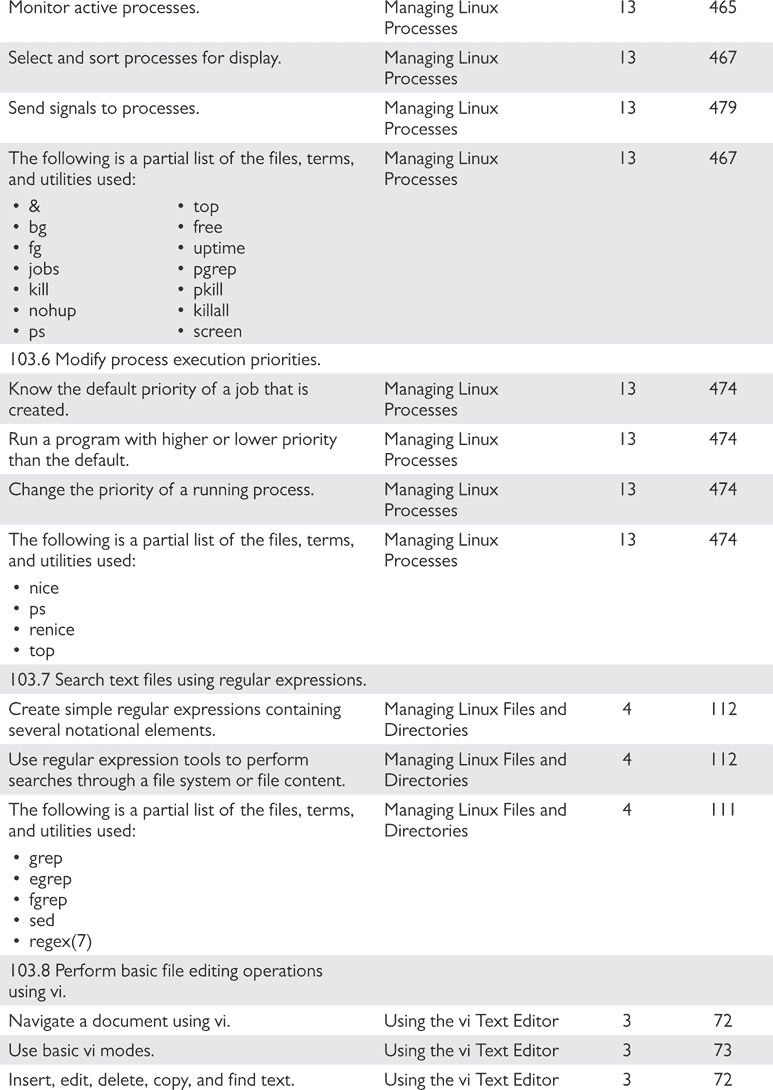 Monitor active processes. Managing Linux 13 465
Processes
Select and sort processes for display. Managing Linux 13 467
Processes
Send signals to processes. Managing Linux 13 479
Processes
The following is a partial list of the files, terms, Managing Linux 13 467
and utilities used: Processes
• & • top
• bg • free
• fg • uptime
• jobs • pgrep
• kill • pkill
• nohup • killall
• ps • screen
103.6 Modify process execution priorities.
Know the default priority of a job that is Managing Linux 13 474
created. Processes
Run a program with higher or lower priority Managing Linux 13 474
than the default. Processes
Change the priority of a running process. Managing Linux 13 474
Processes
The following is a partial list of the files, terms, Managing Linux 13 474
and utilities used: Processes
• nice
• ps
• renice
• top
103.7 Search text files using regular expressions.
Create simple regular expressions containing Managing Linux Files and 4 112
several notational elements. Directories
Use regular expression tools to perform Managing Linux Files and 4 112
searches through a file system or file content. Directories
The following is a partial list of the files, terms, Managing Linux Files and 4 111
and utilities used: Directories
• grep
• egrep
• fgrep
• sed
• regex(7)
103.8 Perform basic file editing operations
using vi.
Navigate a document using vi. Using the vi Text Editor 3 72
Use basic vi modes. Using the vi Text Editor 3 73
Insert, edit, delete, copy, and find text. Using the vi Text Editor 3 72